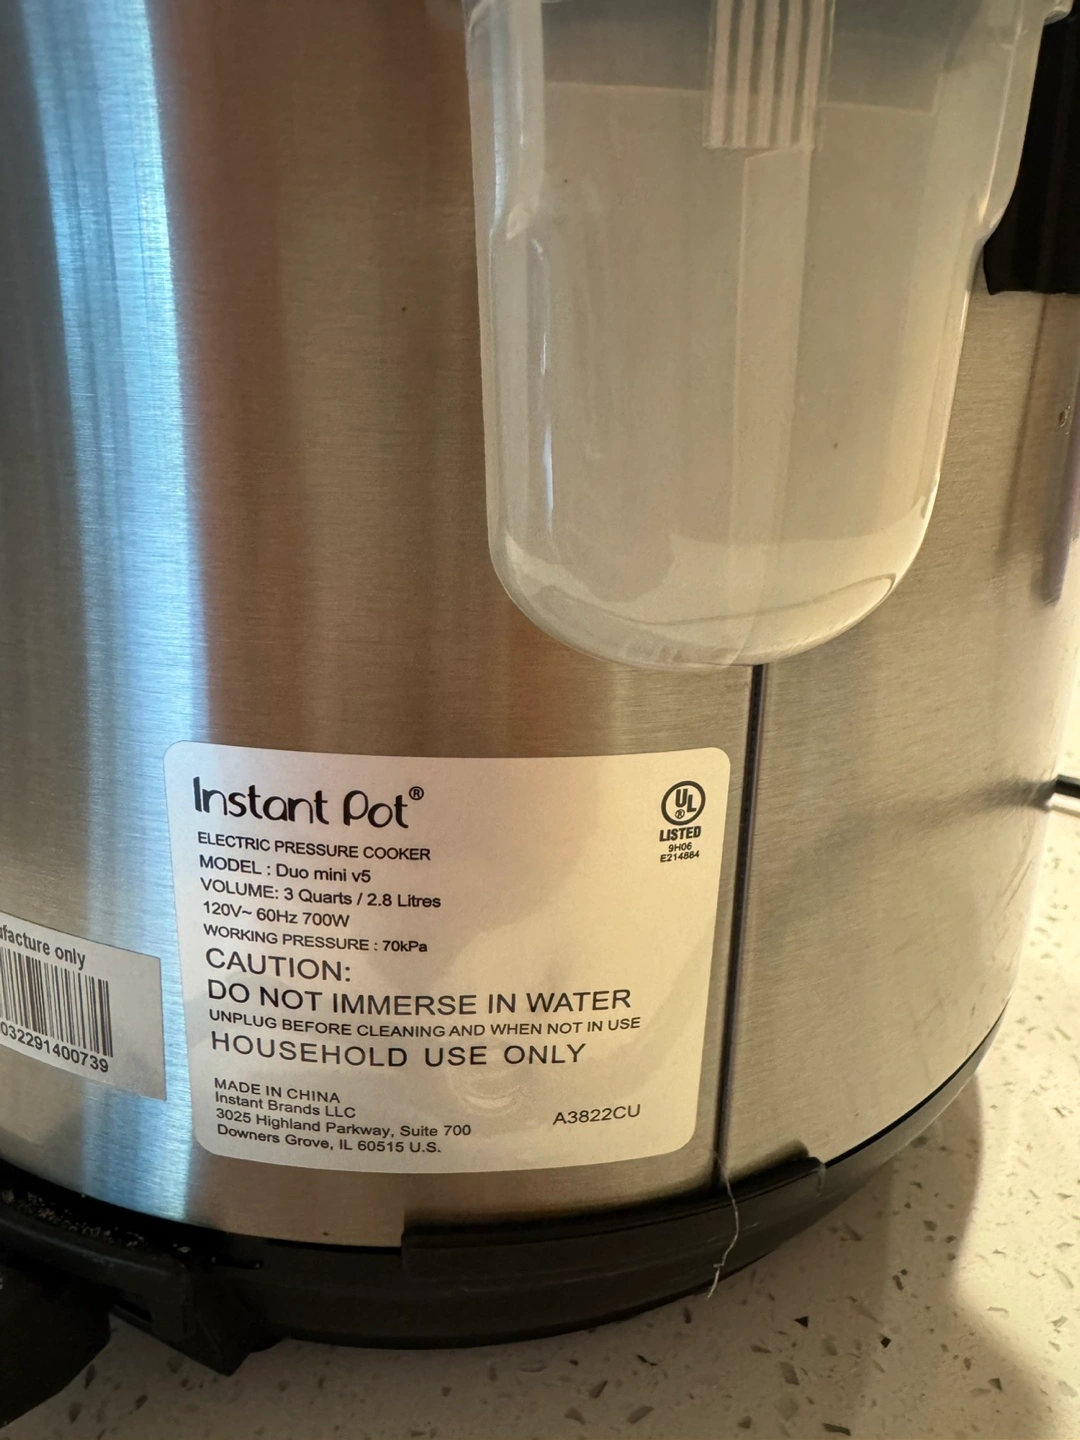 Instant Pot®
ELECTRIC PRESSURE COOKER
MODEL : Duo mini v5
VOLUME: 3 Quarts / 2.8 Litres
120V~ 60Hz 700W
WORKING PRESSURE : 70kPa
CAUTION:
DO NOT IMMERSE IN WATER
UNPLUG BEFORE CLEANING AND WHEN NOT IN USE
HOUSEHOLD USE ONLY
MADE IN CHINA
Instant Brands LLC
3025 Highland Parkway, Suite 700
Downers Grove, IL 60515 U.S.
A3822CU
UL
®
LISTED
9H06
E214884
only
032291400739